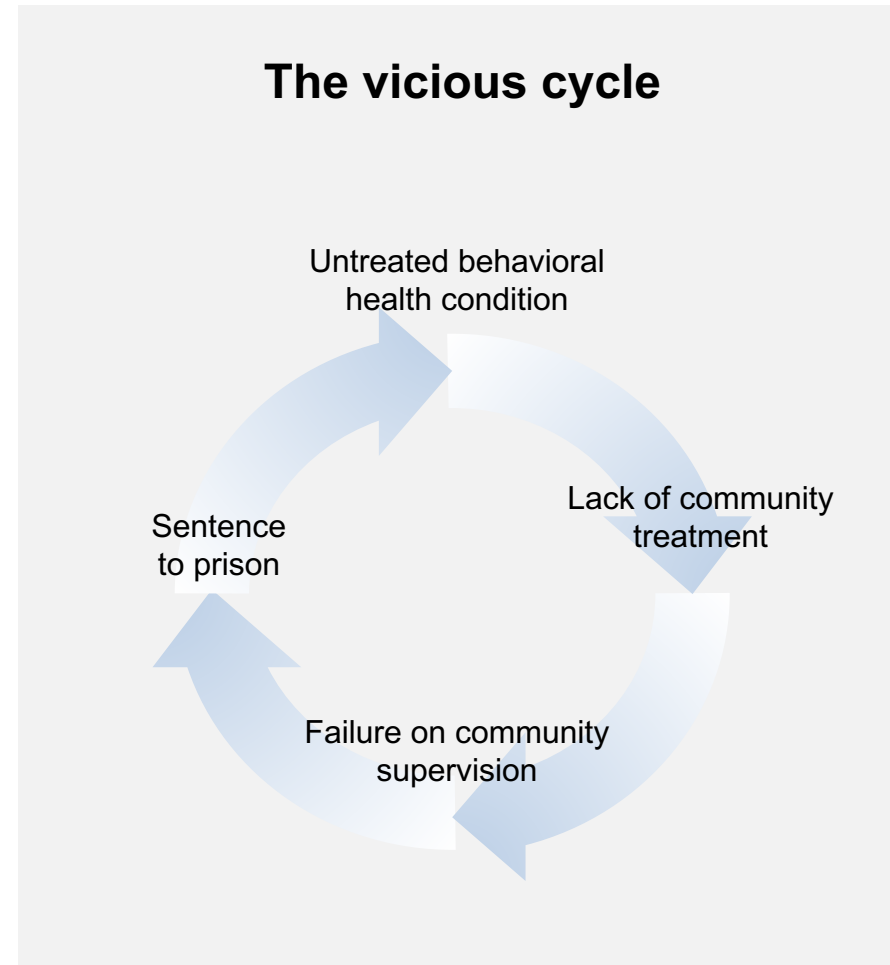 The vicious cycle
Untreated behavioral
health condition
Lack of community
treatment
Failure on community
supervision
Sentence
to prison